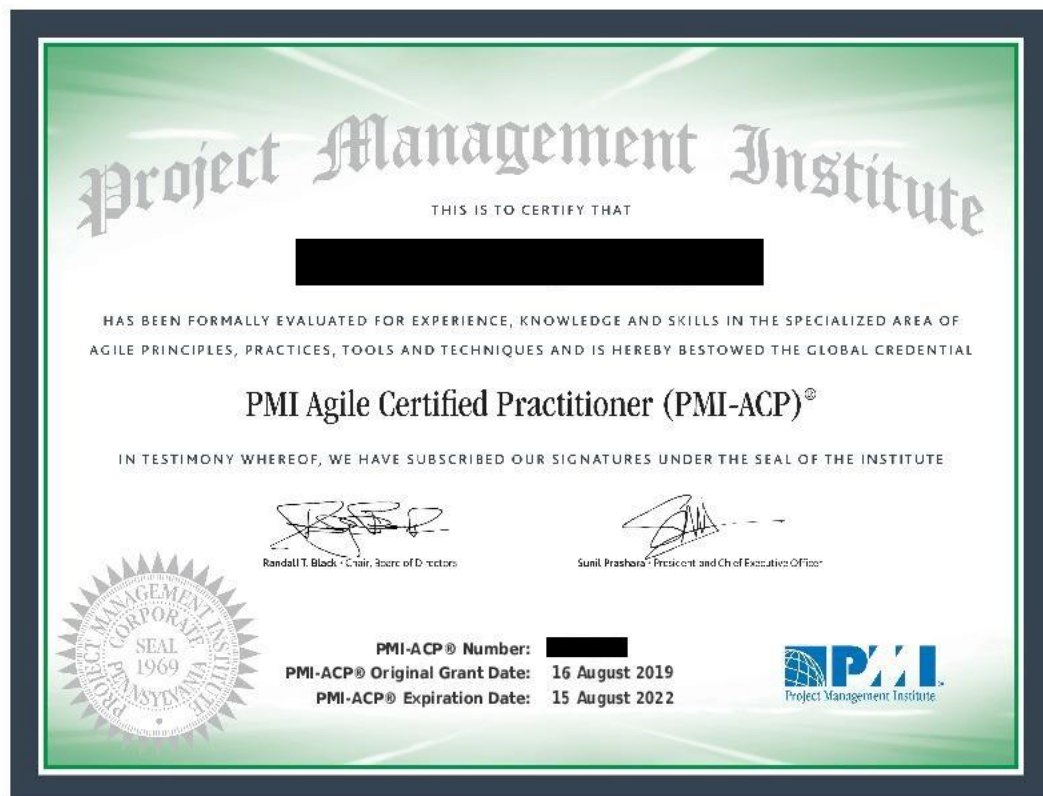 Project Management Institute
THIS IS TO CERTIFY THAT
HAS BEEN FORMALLY EVALUATED FOR EXPERIENCE, KNOWLEDGE AND SKILLS IN THE SPECIALIZED AREA OF
AGILE PRINCIPLES, PRACTICES, TOOLS AND TECHNIQUES AND IS HEREBY BESTOWED THE GLOBAL CREDENTIAL
PMI Agile Certified Practitioner (PMI-ACP)®
IN TESTIMONY WHEREOF, WE HAVE SUBSCRIBED OUR SIGNATURES UNDER THE SEAL OF THE INSTITUTE
Randall T. Black · Chair, Board of Directors
Sunil Prashara · President and Chief Executive Officer
PROJECT MANAGEMENT INSTITUTE
CORPORATE
SEAL
1969
PENNSYLVANIA
PMI-ACP® Number:
PMI-ACP® Original Grant Date: 16 August 2019
PMI-ACP® Expiration Date: 15 August 2022
PMI
Project Management Institute